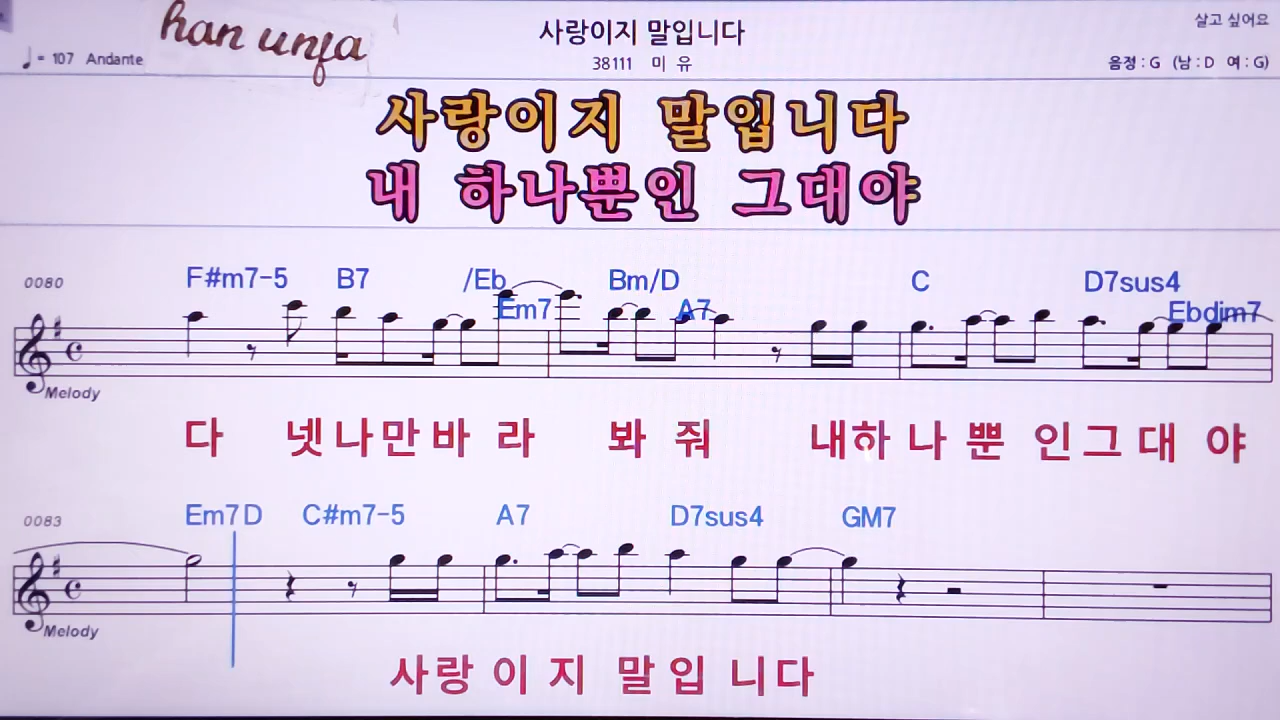 han unja
사랑이지 말입니다
살고 싶어요
♩= 107 Andante
38111 미 유
음정 : G (남 : D 여 : G)
사랑이지 말입니다
내 하나뿐인 그대야
0080
F#m7-5 B7 /Eb Bm/D C D7sus4
Em7 A7 Ebdim7
Melody
다 넷나만바 라 봐 줘 내하 나 뿐 인그 대 야
0083
Em7 D C#m7-5 A7 D7sus4 GM7
Melody
사랑 이 지 말입 니다